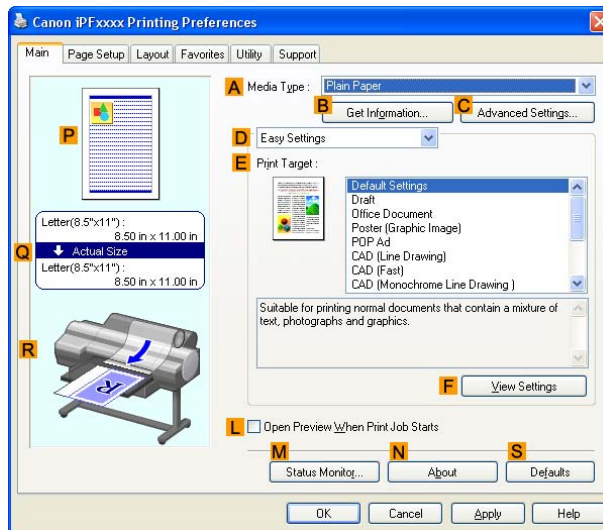 Canon iPFxxxx Printing Preferences
Main Page Setup Layout Favorites Utility Support
A Media Type : Plain Paper
B C
Get Information... Advanced Settings...
D Easy Settings
E Print Target :
P
Default Settings
Draft
Office Document
Poster (Graphic Image)
POP Ad
CAD (Line Drawing)
CAD (Fast)
CAD (Monochrome Line Drawing )
Letter(8.5"x11") :
8.50 in x 11.00 in
Q Actual Size
Letter(8.5"x11") :
8.50 in x 11.00 in
Suitable for printing normal documents that contain a mixture of
text, photographs and graphics.
R
F View Settings
L Open Preview When Print Job Starts
M N S
Status Monitor... About Defaults
OK Cancel Apply Help